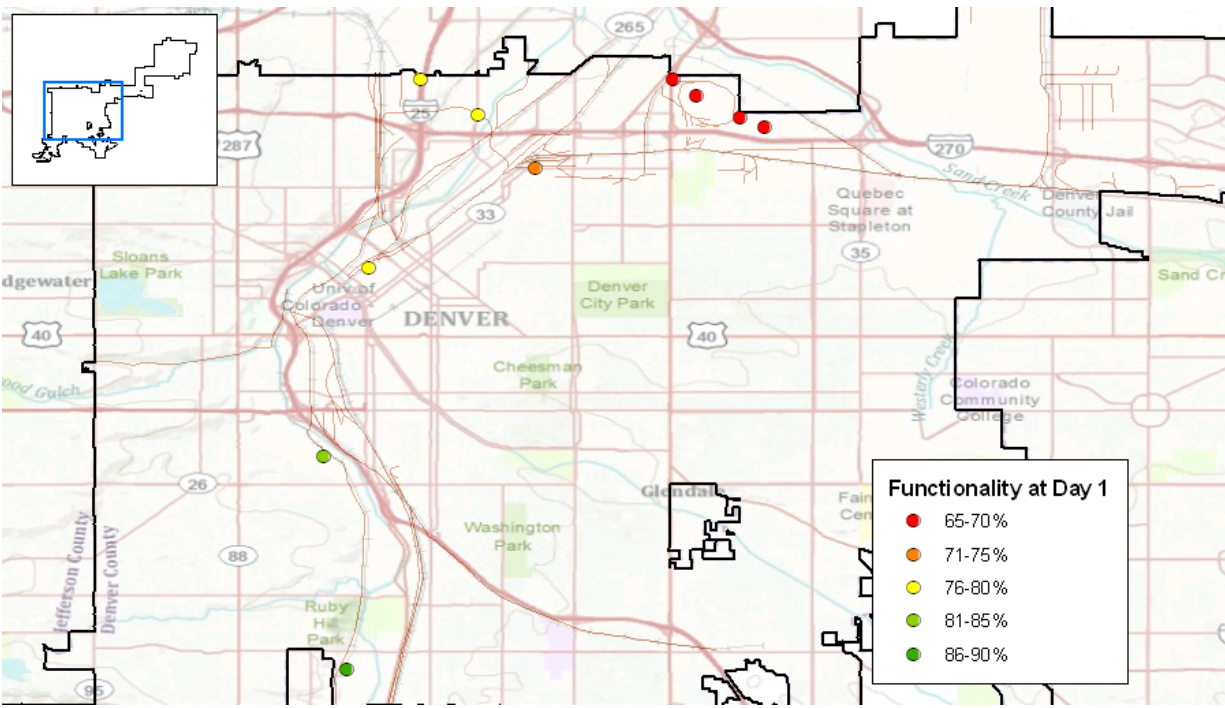 265
25
287
270
Sand Creek
Quebec
Square at
Stapleton
Denver
County Jail
33
35
Sloans
Lake Park
dgewater
Sand Cr
Denver
City Park
Univ of
Colorado -
Denver
DENVER
40
40
Cheesman
Park
ood Gulch
Westerly Creek
Colorado
Community
College
26
Glendale
Fair
Cen
Washington
Park
88
Jefferson County
Denver County
Ruby
Hill
Park
95
Functionality at Day 1
65-70%
71-75%
76-80%
81-85%
86-90%